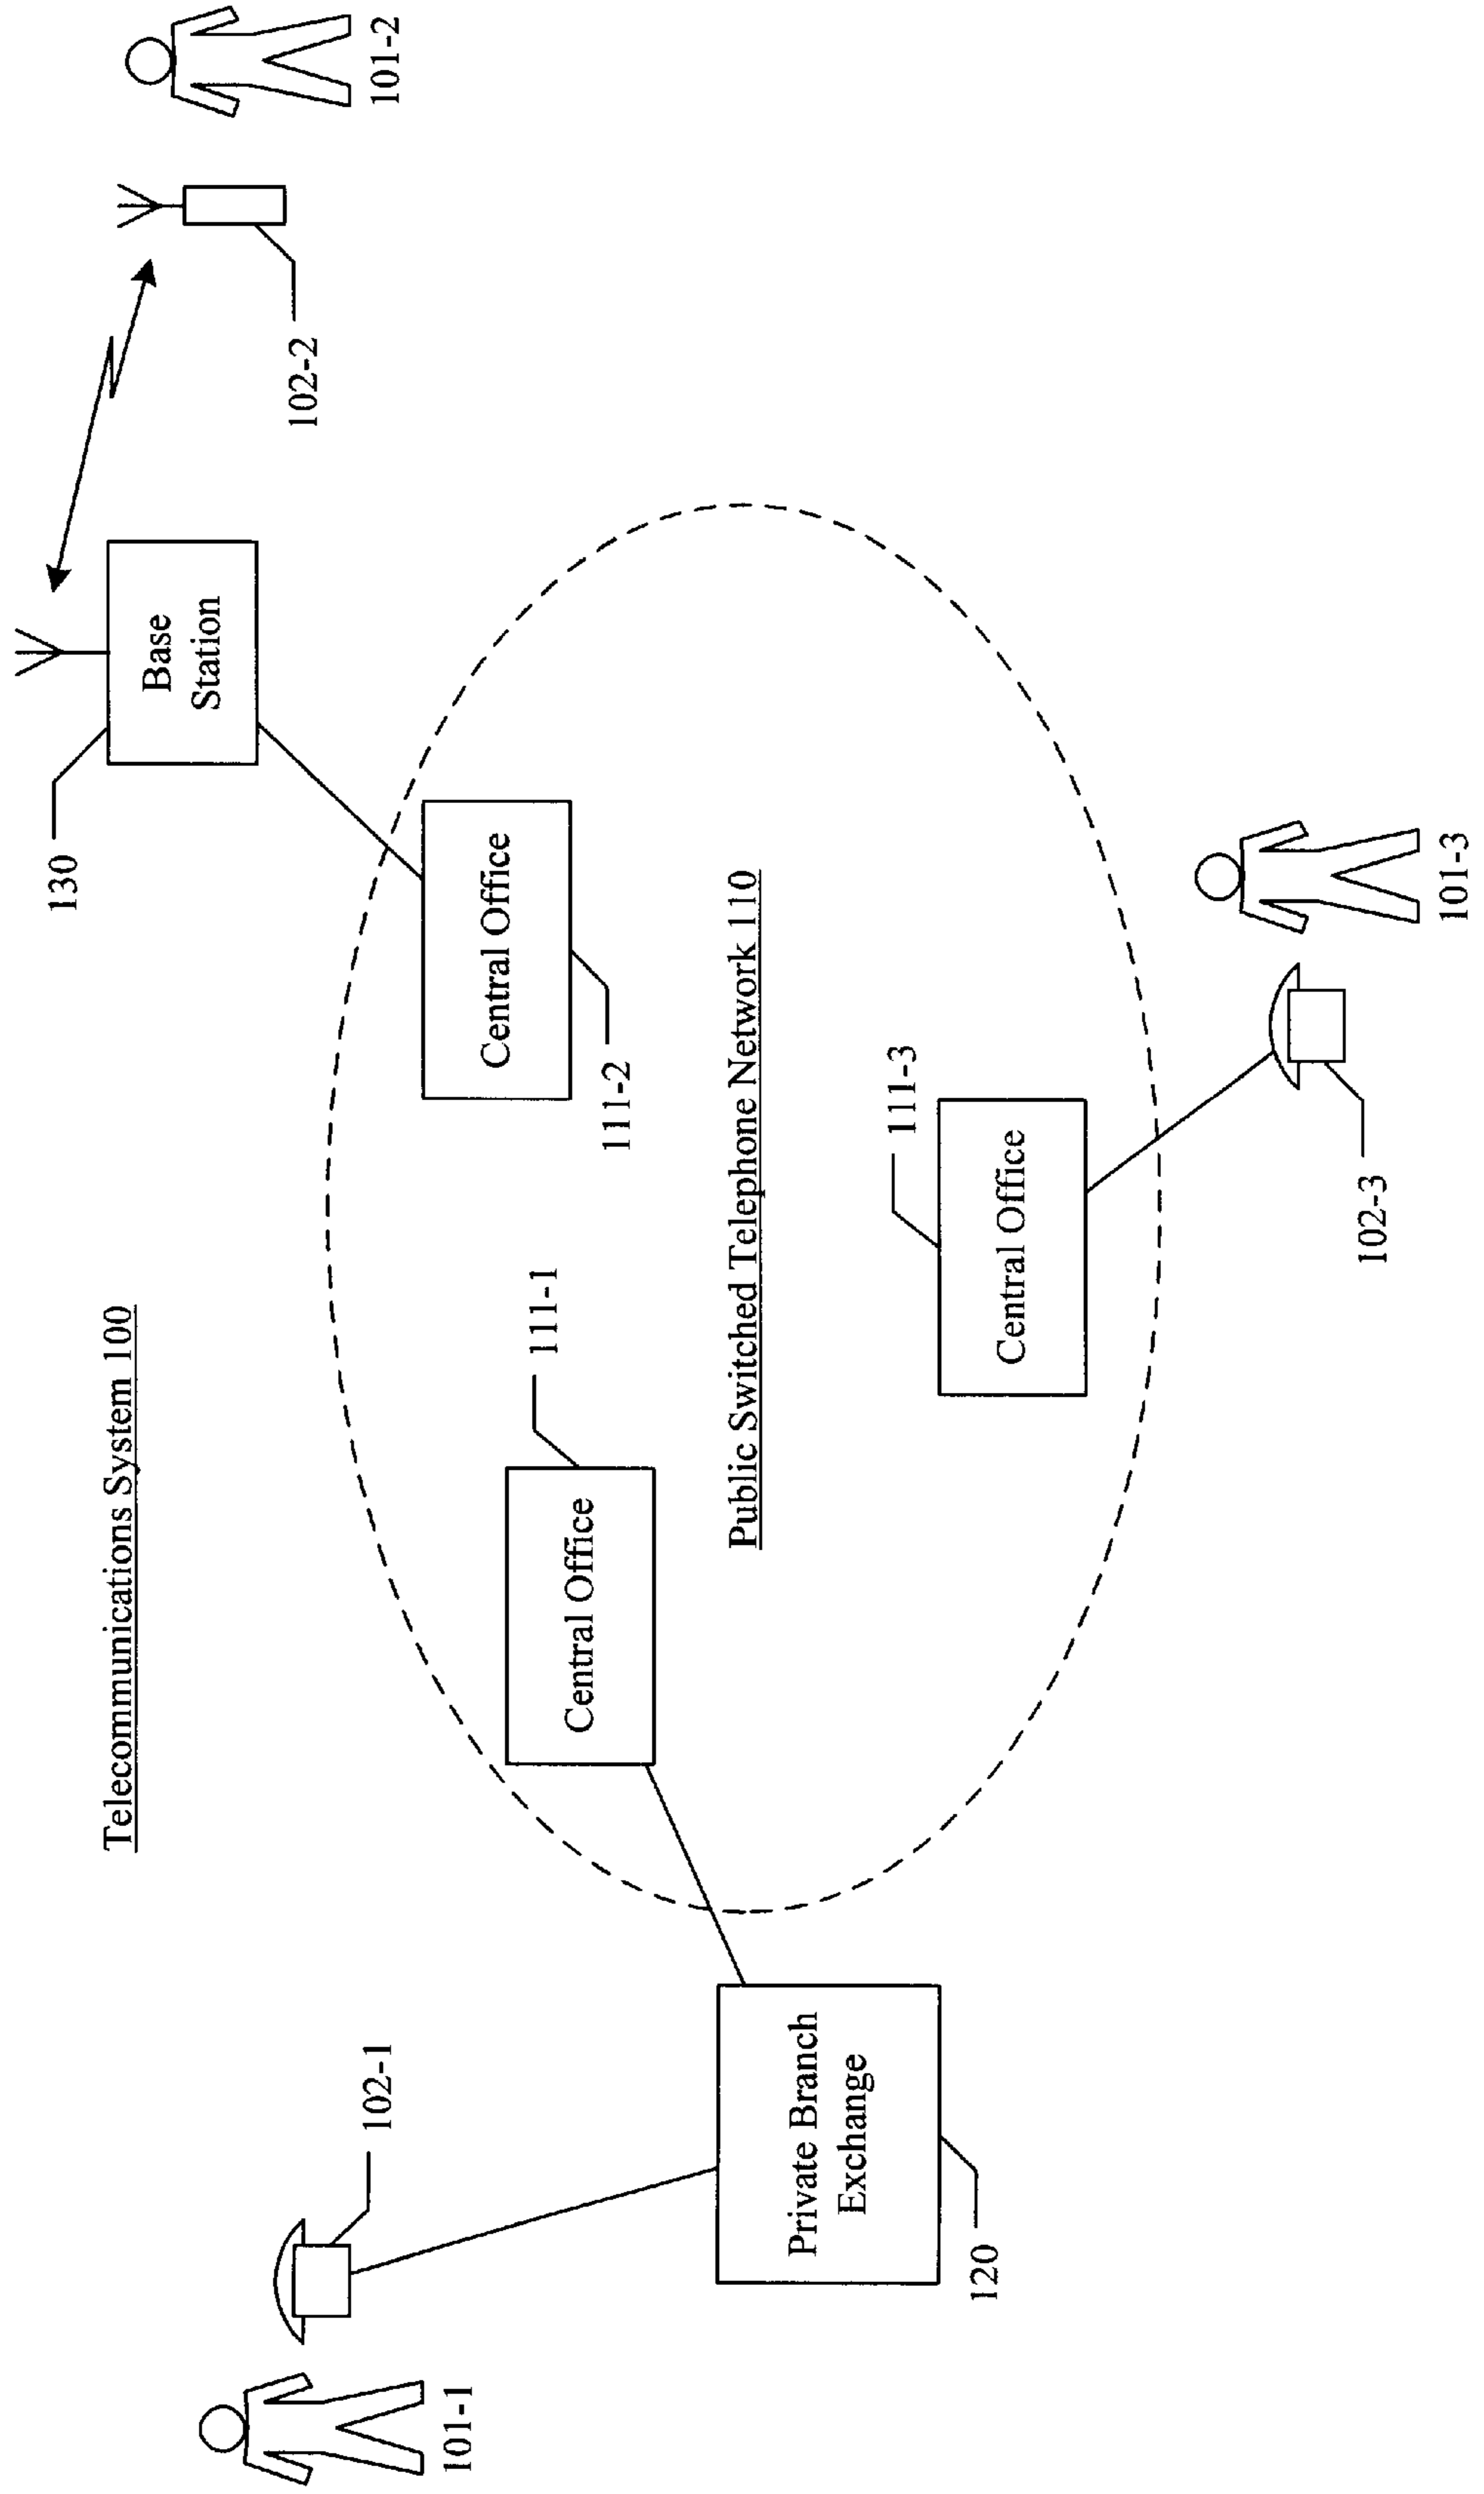 Telecommunications System 100
130
Base
Station
102-2
101-2
Central Office
111-2
111-1
Central Office
Public Switched Telephone Network 110
111-3
Central Office
102-1
101-1
Private Branch
Exchange
120
102-3
101-3